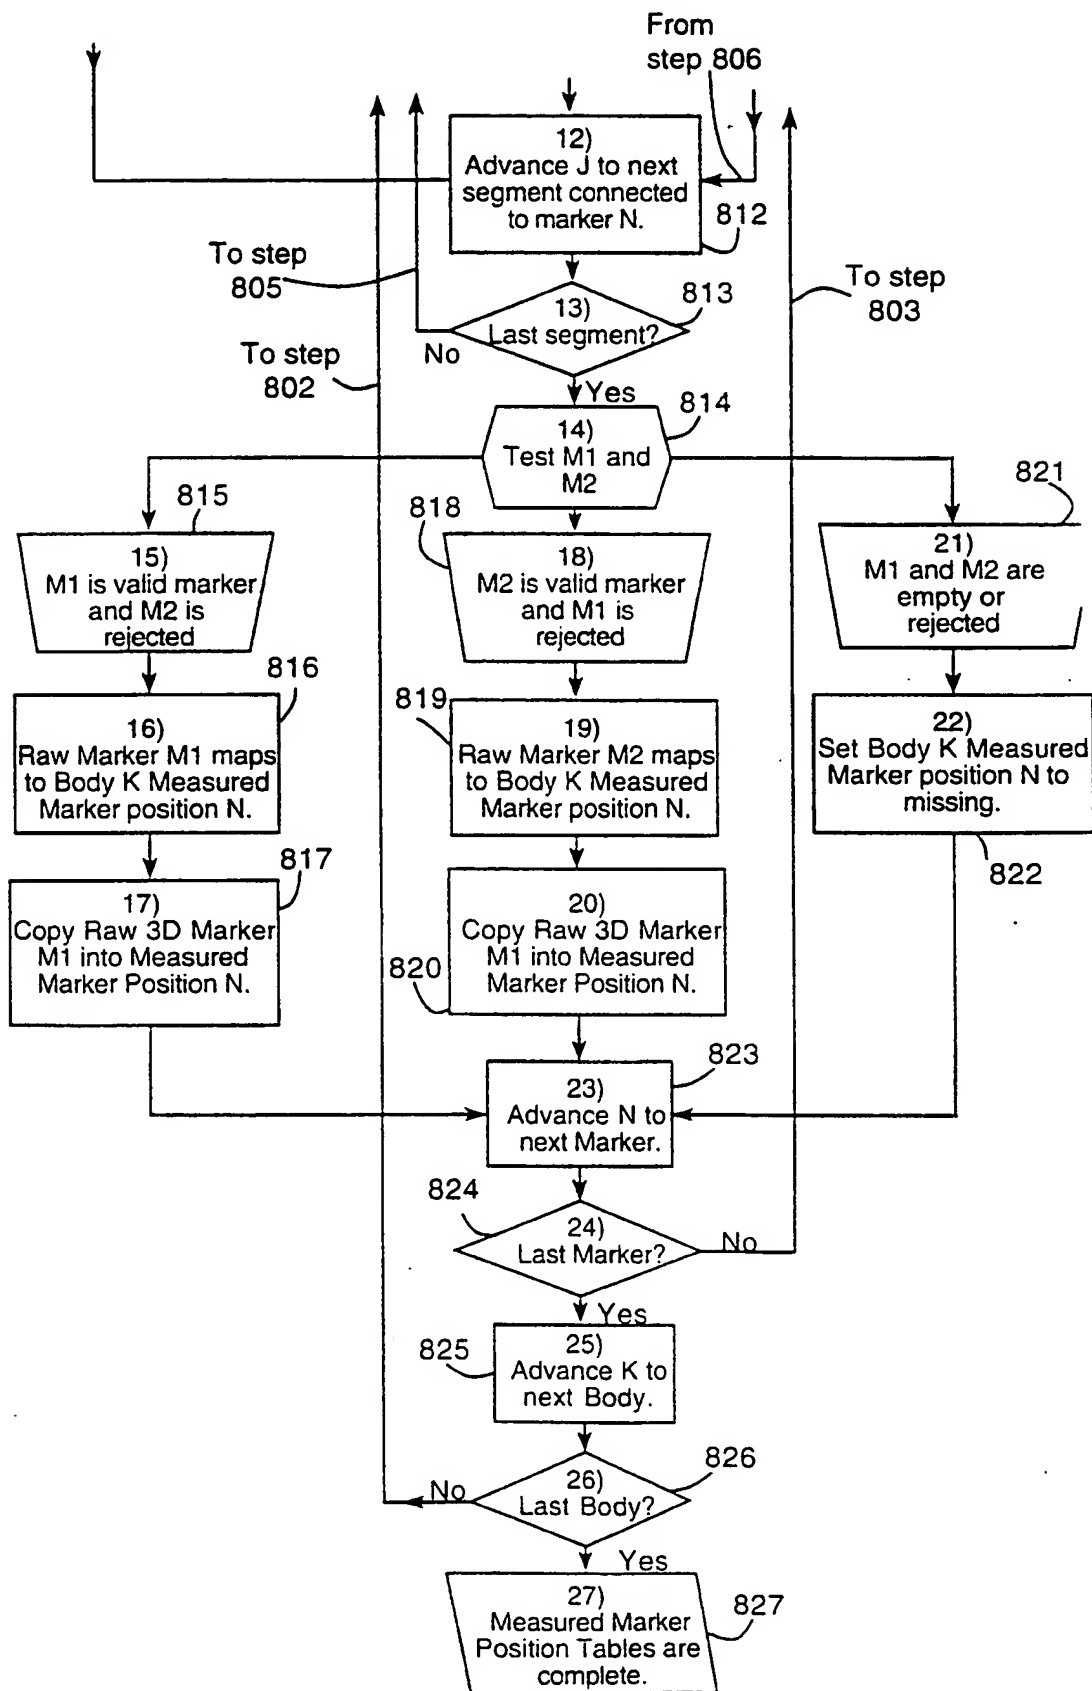 From
step 806
12)
Advance J to next
segment connected
to marker N.
812
To step
805
13)
Last segment?
813
To step
803
No
To step
802
Yes
814
14)
Test M1 and
M2
815
818
821
15)
M1 is valid marker
and M2 is
rejected
18)
M2 is valid marker
and M1 is
rejected
21)
M1 and M2 are
empty or
rejected
816
819
16)
Raw Marker M1 maps
to Body K Measured
Marker position N.
19)
Raw Marker M2 maps
to Body K Measured
Marker position N.
22)
Set Body K Measured
Marker position N to
missing.
822
817
17)
Copy Raw 3D Marker
M1 into Measured
Marker Position N.
20)
Copy Raw 3D Marker
M1 into Measured
Marker Position N.
820
823
23)
Advance N to
next Marker.
824
24)
Last Marker?
No
Yes
825
25)
Advance K to
next Body.
826
26)
Last Body?
No
Yes
27)
Measured Marker
Position Tables are
complete.
827